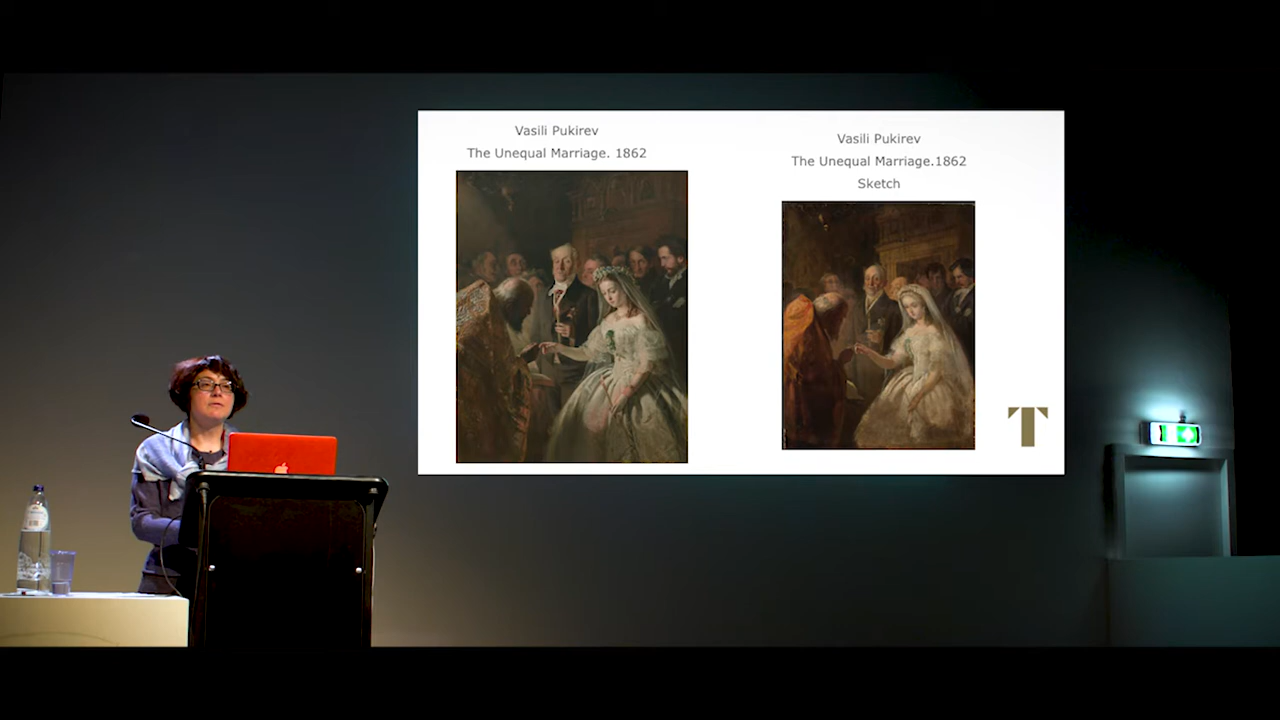 Vasili Pukirev
The Unequal Marriage. 1862
Vasili Pukirev
The Unequal Marriage.1862
Sketch
T